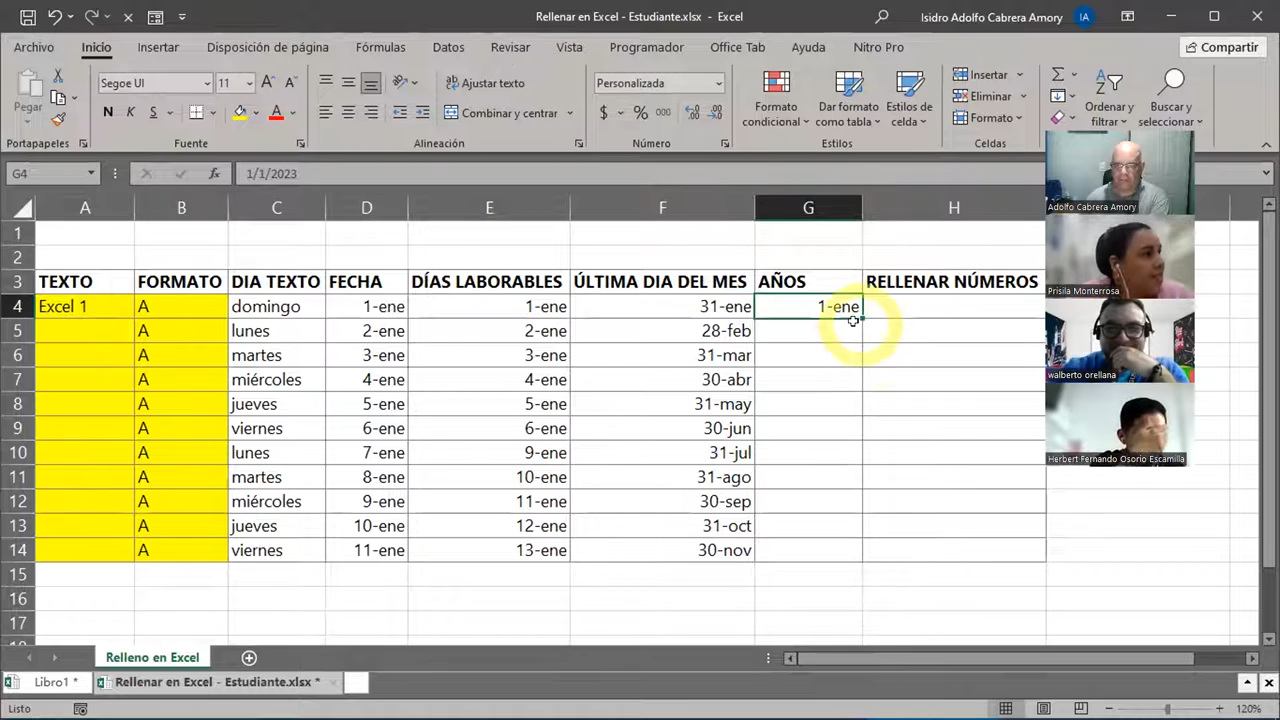 Rellenar en Excel - Estudiante.xlsx - Excel
Isidro Adolfo Cabrera Amory IA
Archivo Inicio Insertar Disposición de página Fórmulas Datos Revisar Vista Programador Office Tab Ayuda Nitro Pro Compartir
Pegar
Segoe UI 11
N K S
Ajustar texto
Combinar y centrar
Personalizada
$ % 000
Formato condicional
Dar formato como tabla
Estilos de celda
Insertar
Eliminar
Formato
Ordenar y filtrar
Buscar y seleccionar
Portapapeles Fuente Alineación Número Estilos Celdas
G4 fx 1/1/2023
A B C D E F G H
1
2
3 TEXTO FORMATO DIA TEXTO FECHA DÍAS LABORABLES ÚLTIMA DIA DEL MES AÑOS RELLENAR NÚMEROS
4 Excel 1 A domingo 1-ene 1-ene 31-ene 1-ene
5 A lunes 2-ene 2-ene 28-feb
6 A martes 3-ene 3-ene 31-mar
7 A miércoles 4-ene 4-ene 30-abr
8 A jueves 5-ene 5-ene 31-may
9 A viernes 6-ene 6-ene 30-jun
10 A lunes 7-ene 9-ene 31-jul
11 A martes 8-ene 10-ene 31-ago
12 A miércoles 9-ene 11-ene 30-sep
13 A jueves 10-ene 12-ene 31-oct
14 A viernes 11-ene 13-ene 30-nov
15
16
17
Adolfo Cabrera Amory
Prisila Monterrosa
walberto orellana
Herbert Fernando Osorio Escamilla
Relleno en Excel
Libro1 * Rellenar en Excel - Estudiante.xlsx *
Listo 120%